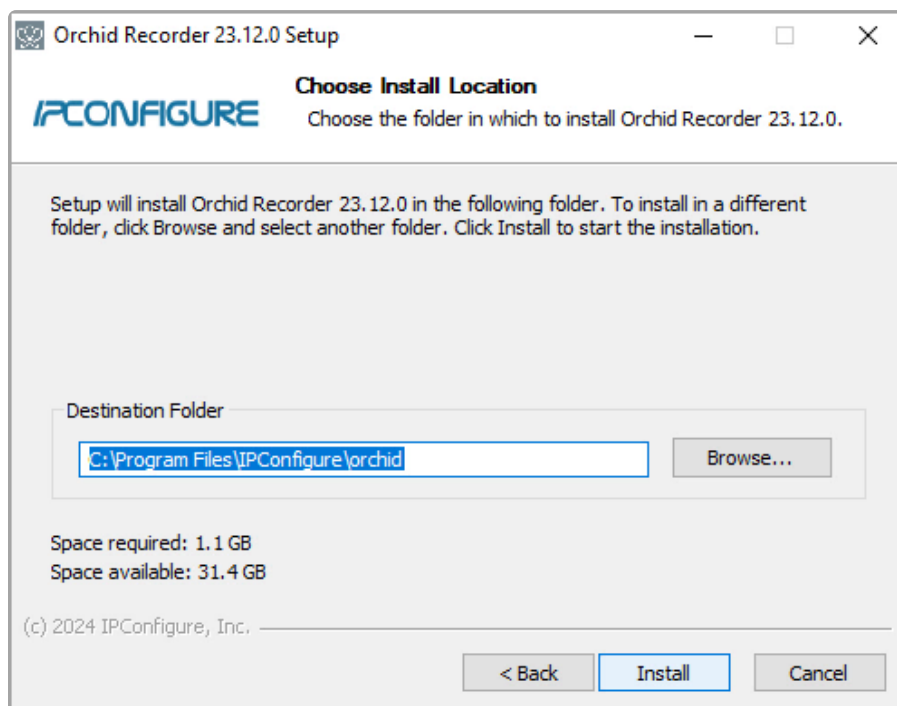 Orchid Recorder 23.12.0 Setup
IPCONFIGURE
Choose Install Location
Choose the folder in which to install Orchid Recorder 23.12.0.
Setup will install Orchid Recorder 23.12.0 in the following folder. To install in a different
folder, click Browse and select another folder. Click Install to start the installation.
Destination Folder
C:\Program Files\IPConfigure\orchid
Browse...
Space required: 1.1 GB
Space available: 31.4 GB
(c) 2024 IPConfigure, Inc.
< Back
Install
Cancel